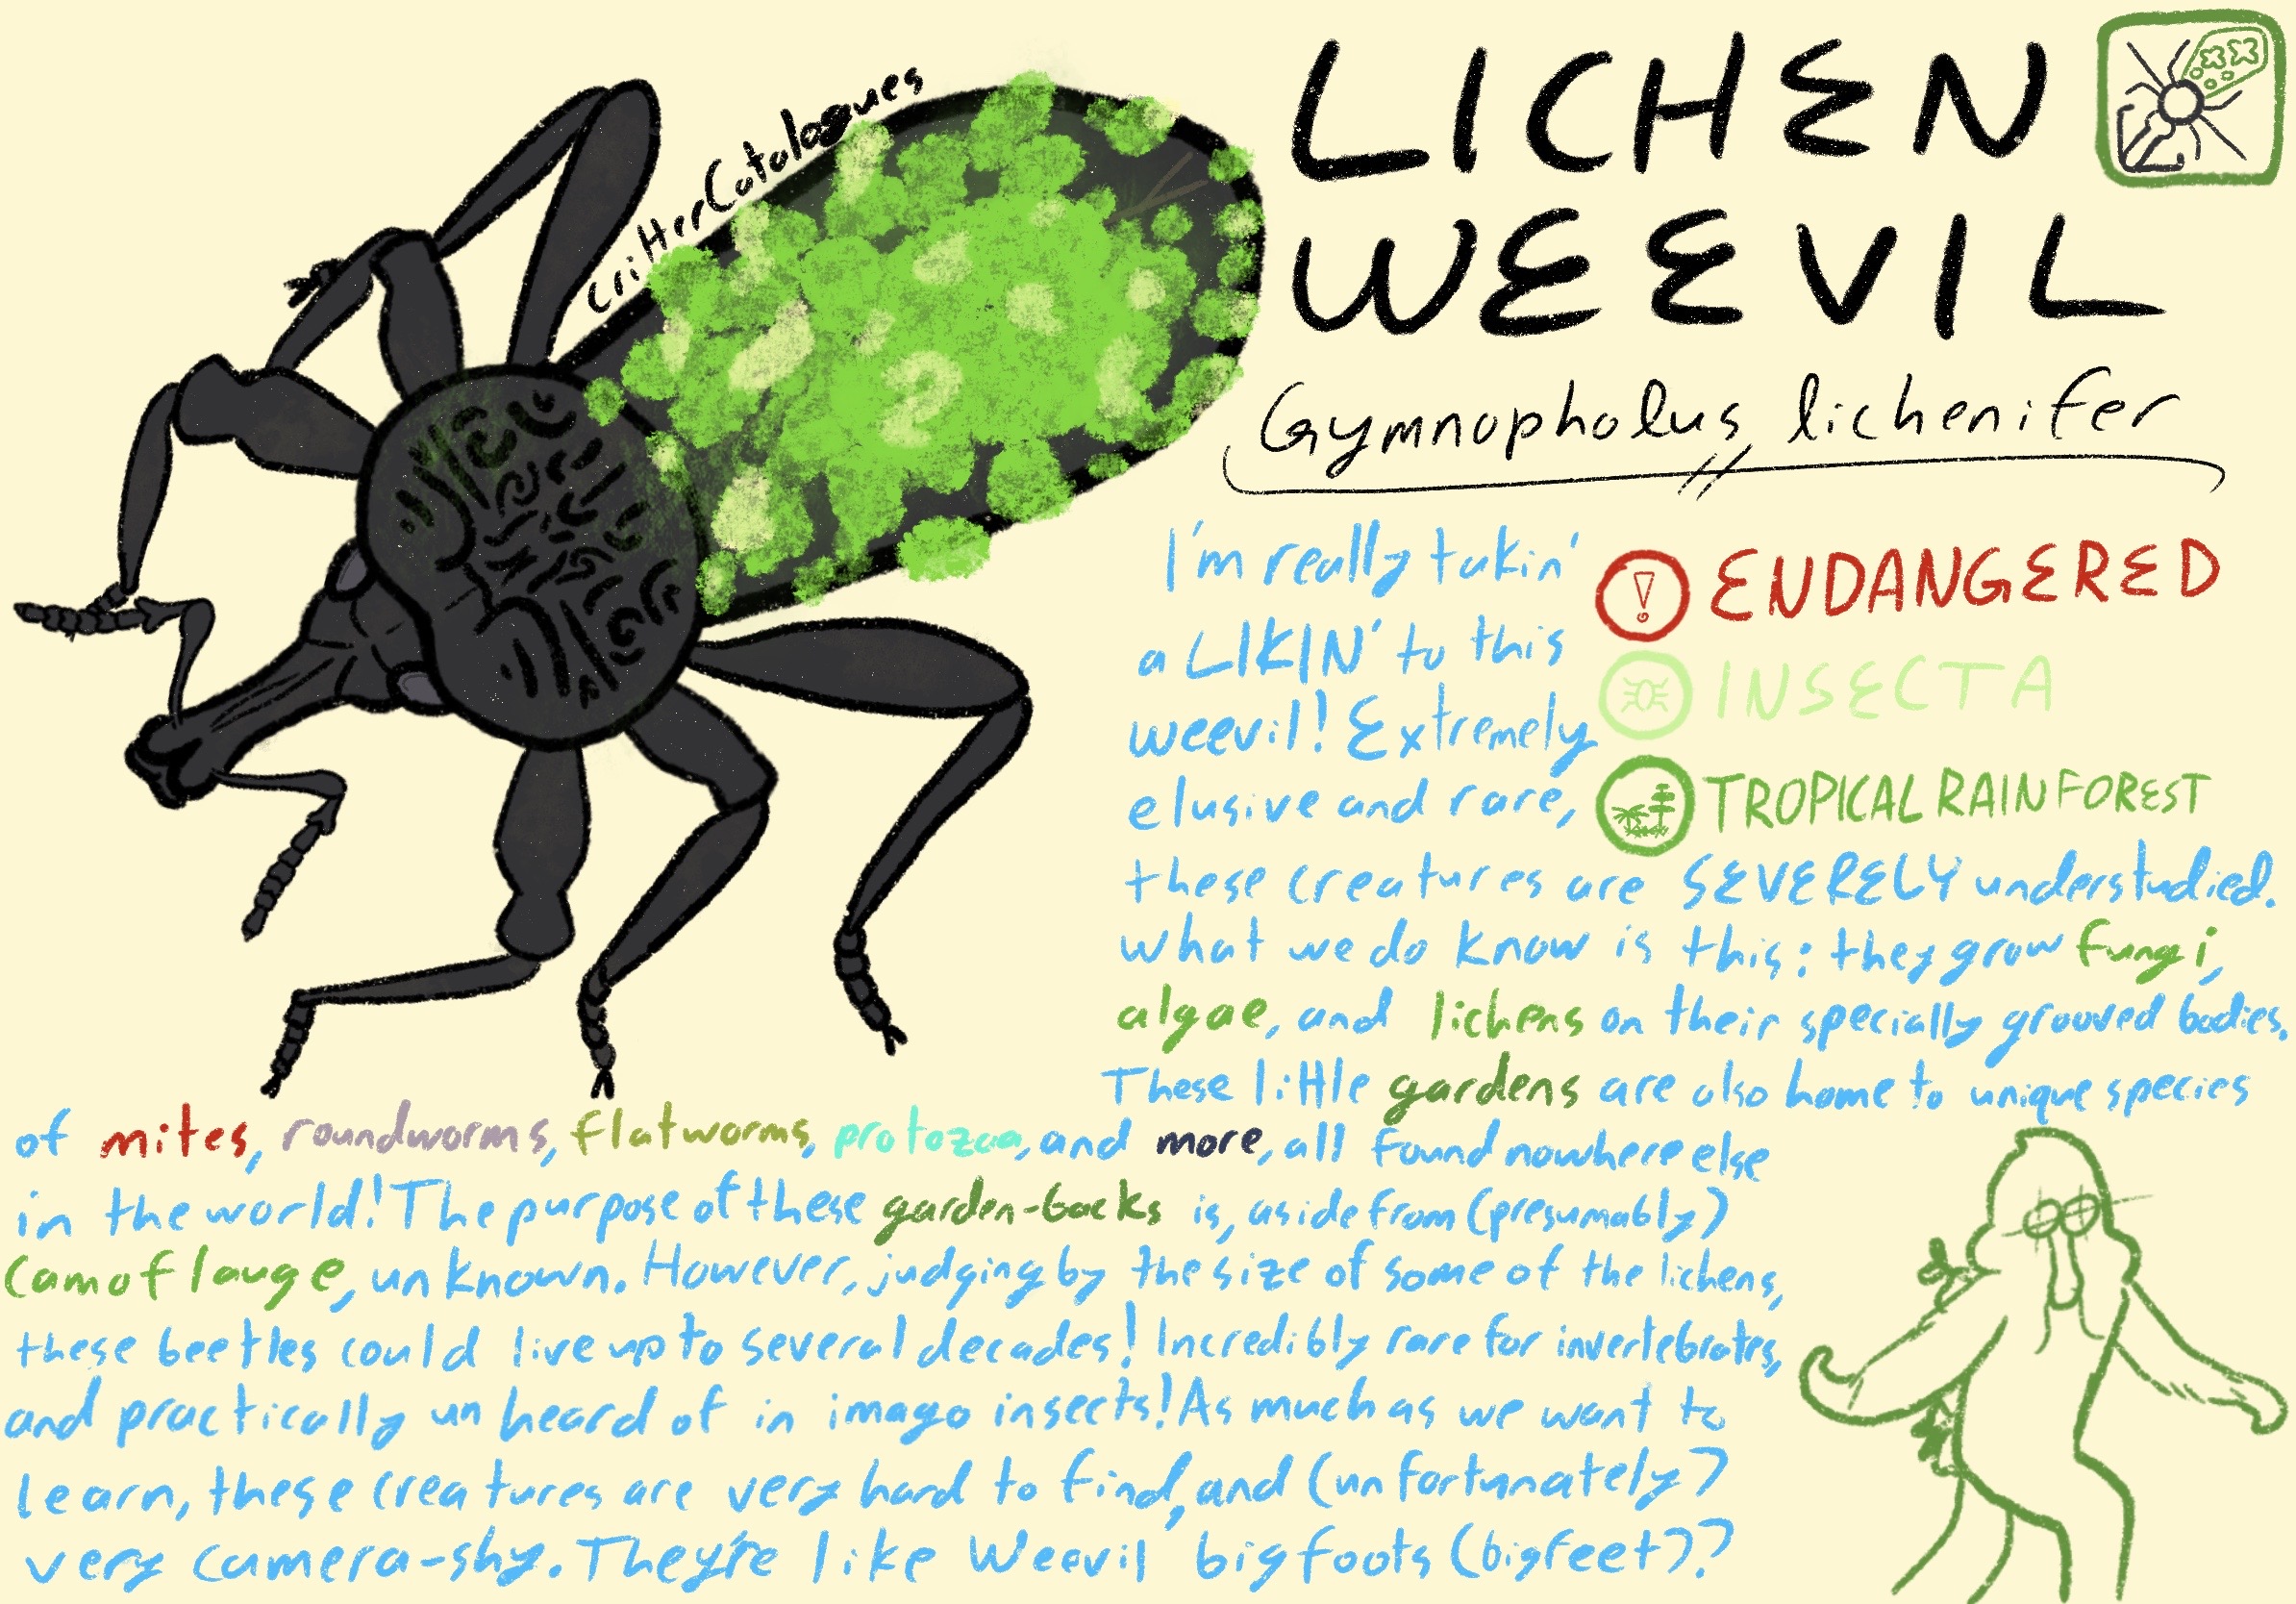 CritterCatalogues
LICHEN
WEEVIL
Gymnopholus lichenifer
I'm really takin'
a LIKIN' to this
weevil! Extremely
elusive and rare,
ENDANGERED
INSECTA
TROPICAL RAINFOREST
these creatures are SEVERELY understudied.
What we do know is this: they grow fungi,
algae, and lichens on their specially grooved bodies.
These little gardens are also home to unique species
of mites, roundworms, flatworms, protozoa, and more, all found nowhere else
in the world! The purpose of these garden-backs is, aside from (presumably)
camoflauge, unknown. However, judging by the size of some of the lichens,
these beetles could live up to several decades! Incredibly rare for invertebrates,
and practically unheard of in imago insects! As much as we want to
learn, these creatures are very hard to find, and (unfortunately)
very camera-shy. They're like Weevil bigfoots (bigfeet)?